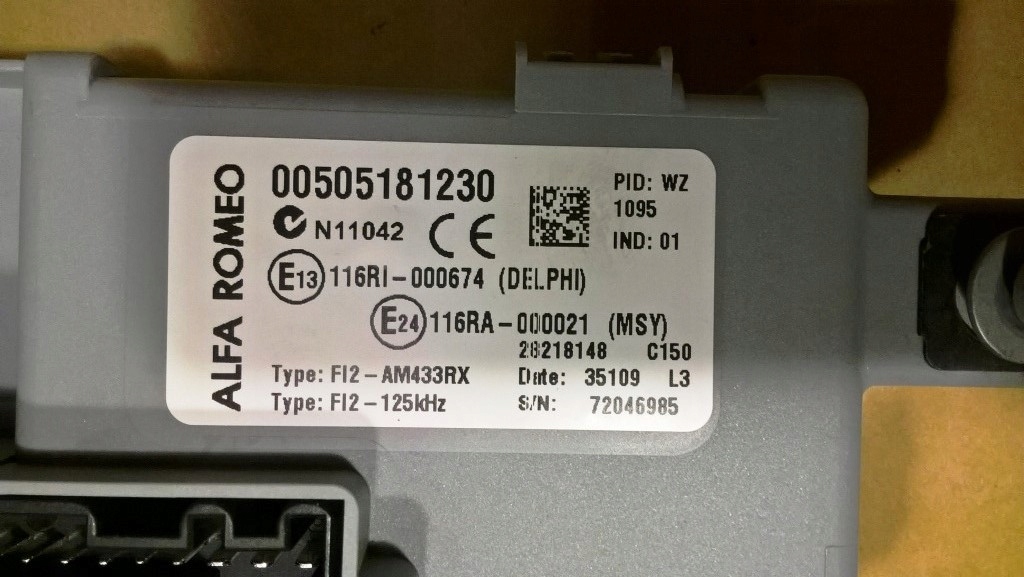 ALFA ROMEO
00505181230
PID: WZ
1095
N11042 CE
IND: 01
E13 116RI-000674 (DELPHI)
E24 116RA-000021 (MSY)
28218148 C150
Type: FI2-AM433RX Date: 35109 L3
Type: FI2-125kHz S/N: 72046985